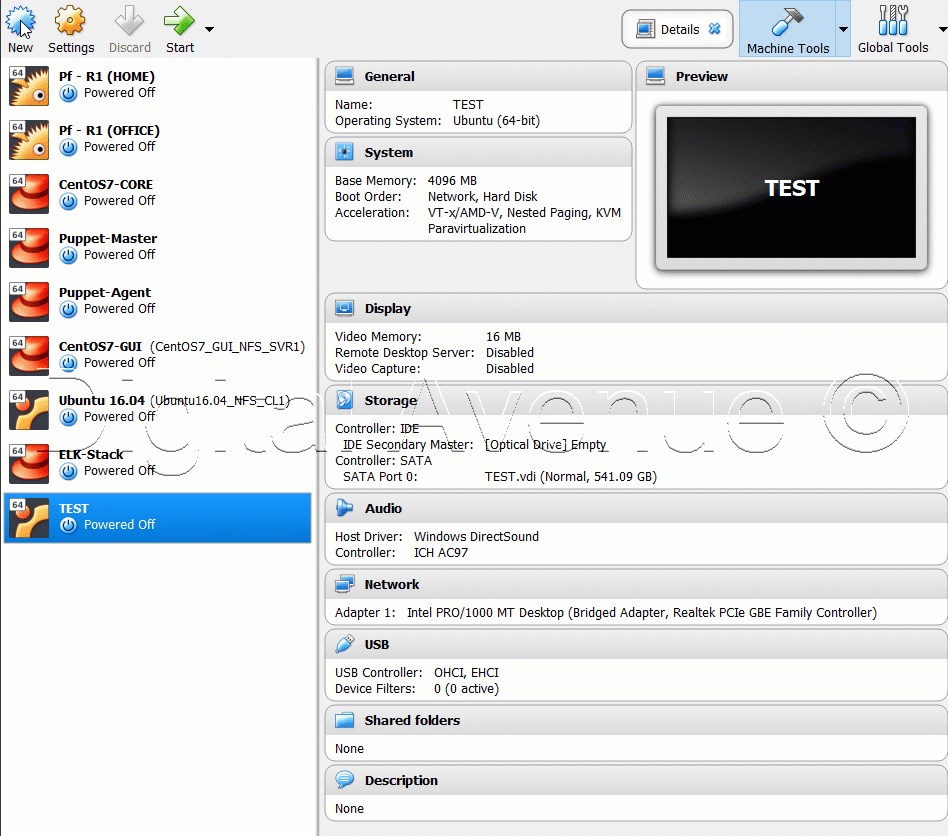 New Settings Discard Start Details Machine Tools Global Tools
64 Pf - R1 (HOME)
Powered Off
64 Pf - R1 (OFFICE)
Powered Off
64 CentOS7-CORE
Powered Off
64 Puppet-Master
Powered Off
64 Puppet-Agent
Powered Off
64 CentOS7-GUI (CentOS7_GUI_NFS_SVR1)
Powered Off
64 Ubuntu 16.04 (Ubuntu16.04_NFS_CL1)
Powered Off
64 ELK-Stack
Powered Off
64 TEST
Powered Off
General
Name: TEST
Operating System: Ubuntu (64-bit)
System
Base Memory: 4096 MB
Boot Order: Network, Hard Disk
Acceleration: VT-x/AMD-V, Nested Paging, KVM
Paravirtualization
Preview
TEST
Display
Video Memory: 16 MB
Remote Desktop Server: Disabled
Video Capture: Disabled
Storage
Controller: IDE
IDE Secondary Master: [Optical Drive] Empty
Controller: SATA
SATA Port 0: TEST.vdi (Normal, 541.09 GB)
Audio
Host Driver: Windows DirectSound
Controller: ICH AC97
Network
Adapter 1: Intel PRO/1000 MT Desktop (Bridged Adapter, Realtek PCIe GBE Family Controller)
USB
USB Controller: OHCI, EHCI
Device Filters: 0 (0 active)
Shared folders
None
Description
None
Digital Avenue ©